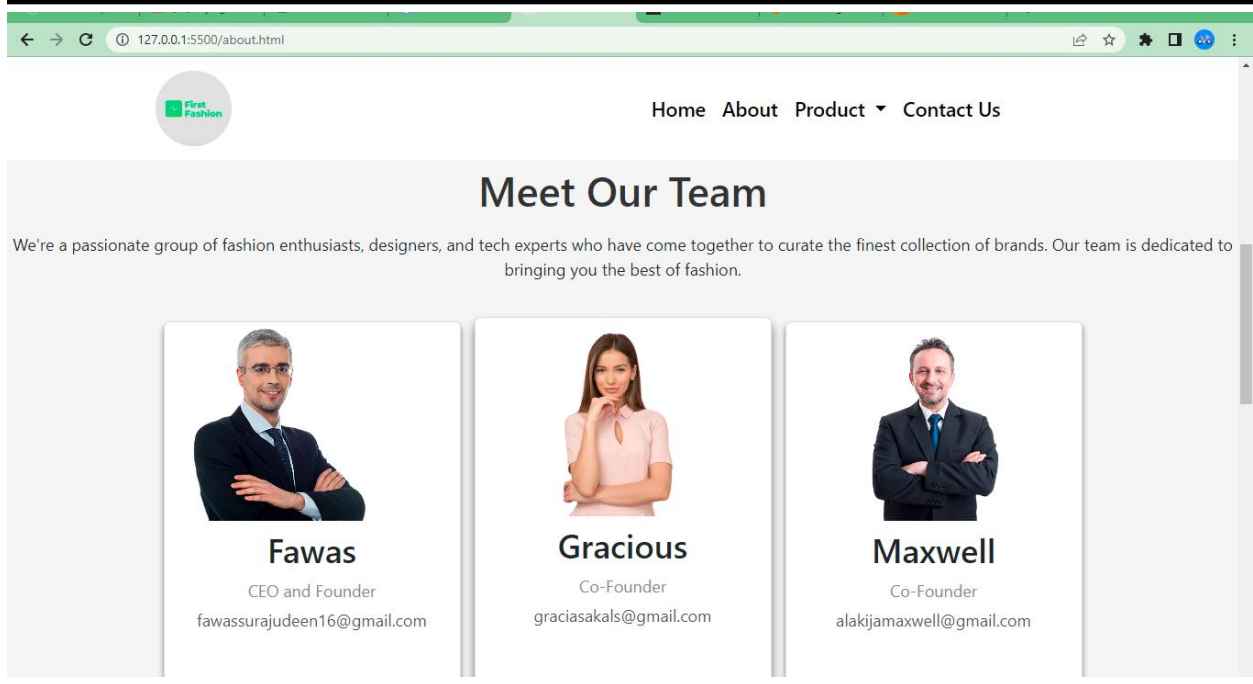 127.0.0.1:5500/about.html
First
Fashion
Home About Product Contact Us
Meet Our Team
We're a passionate group of fashion enthusiasts, designers, and tech experts who have come together to curate the finest collection of brands. Our team is dedicated to
bringing you the best of fashion.
Fawas
CEO and Founder
fawassurajudeen16@gmail.com
Gracious
Co-Founder
graciasakals@gmail.com
Maxwell
Co-Founder
alakijamaxwell@gmail.com